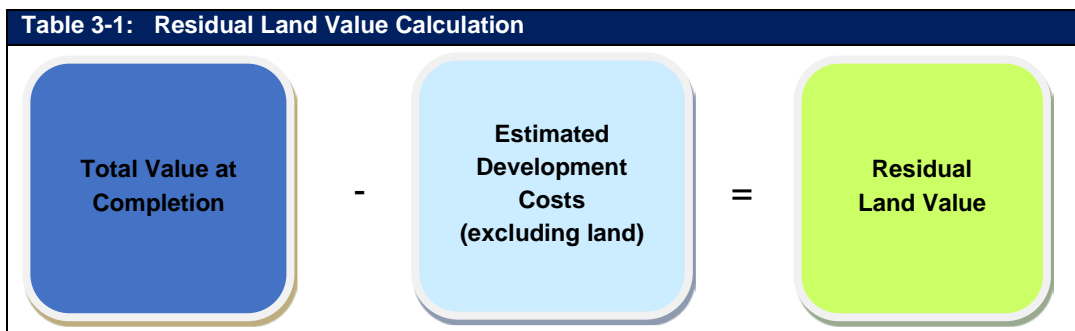 Table 3-1: Residual Land Value Calculation
Total Value at
Completion
-
Estimated
Development
Costs
(excluding land)
=
Residual
Land Value